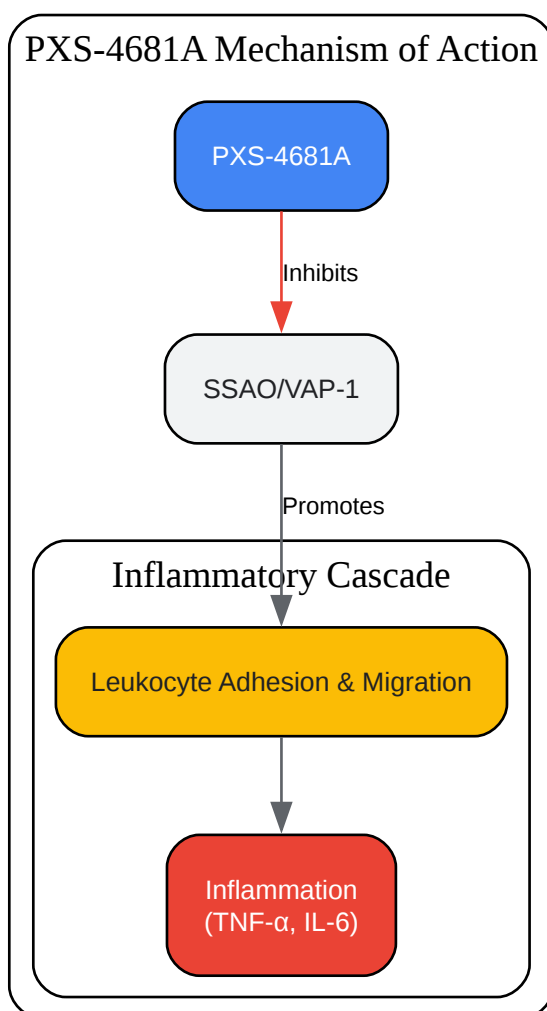 PXS-4681A Mechanism of Action
PXS-4681A
Inhibits
SSAO/VAP-1
Promotes
Inflammatory Cascade
Leukocyte Adhesion & Migration
Inflammation
(TNF-α, IL-6)